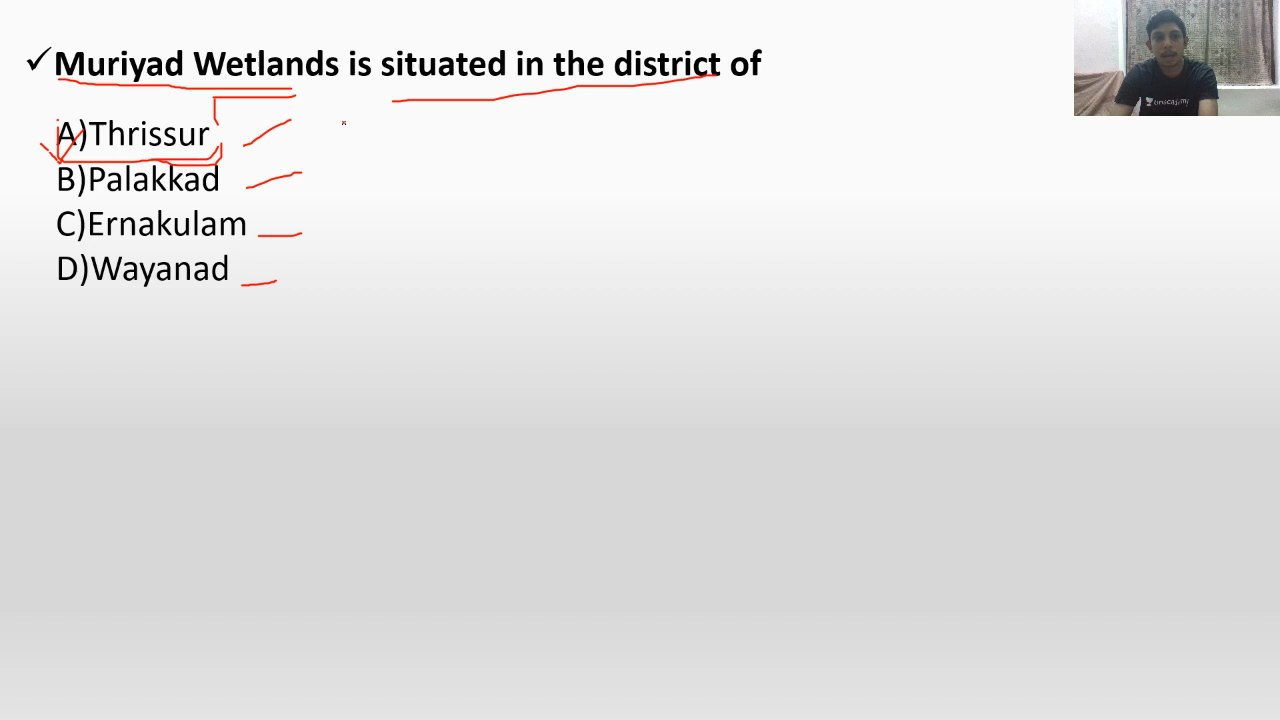 Muriyad Wetlands is situated in the district of
A)Thrissur
B)Palakkad
C)Ernakulam
D)Wayanad